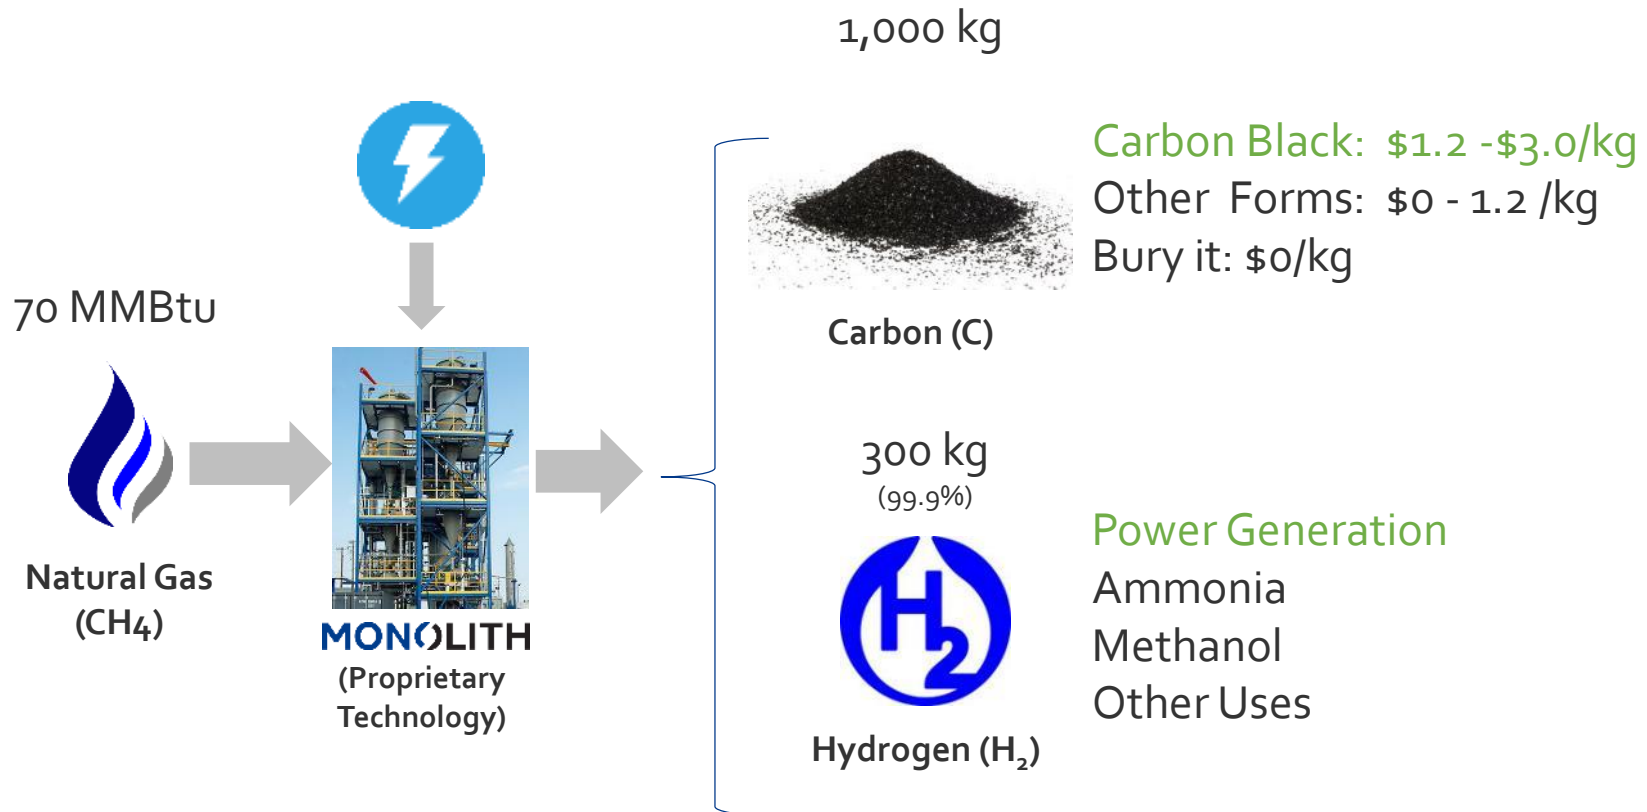 1,000 kg
Carbon Black: $1.2 -$3.0/kg
Other Forms: $0 - 1.2 /kg
Bury it: $0/kg
Carbon (C)
70 MMBtu
Natural Gas
(CH4)
MONOLITH
(Proprietary
Technology)
300 kg
(99.9%)
H2
Hydrogen (H₂)
Power Generation
Ammonia
Methanol
Other Uses